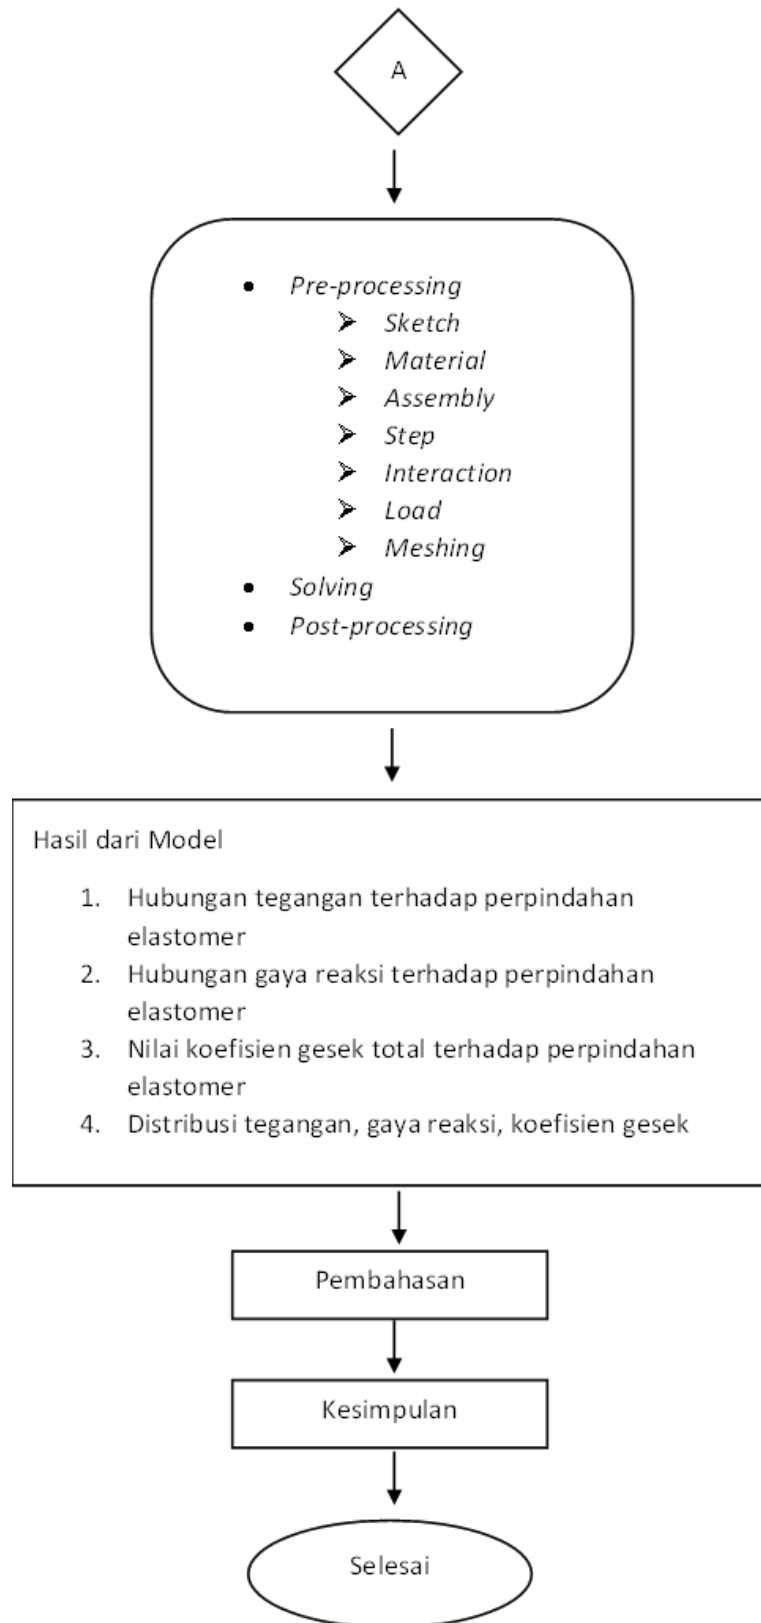 A
• Pre-processing
➢ Sketch
➢ Material
➢ Assembly
➢ Step
➢ Interaction
➢ Load
➢ Meshing
• Solving
• Post-processing
Hasil dari Model
1. Hubungan tegangan terhadap perpindahan
elastomer
2. Hubungan gaya reaksi terhadap perpindahan
elastomer
3. Nilai koefisien gesek total terhadap perpindahan
elastomer
4. Distribusi tegangan, gaya reaksi, koefisien gesek
Pembahasan
Kesimpulan
Selesai